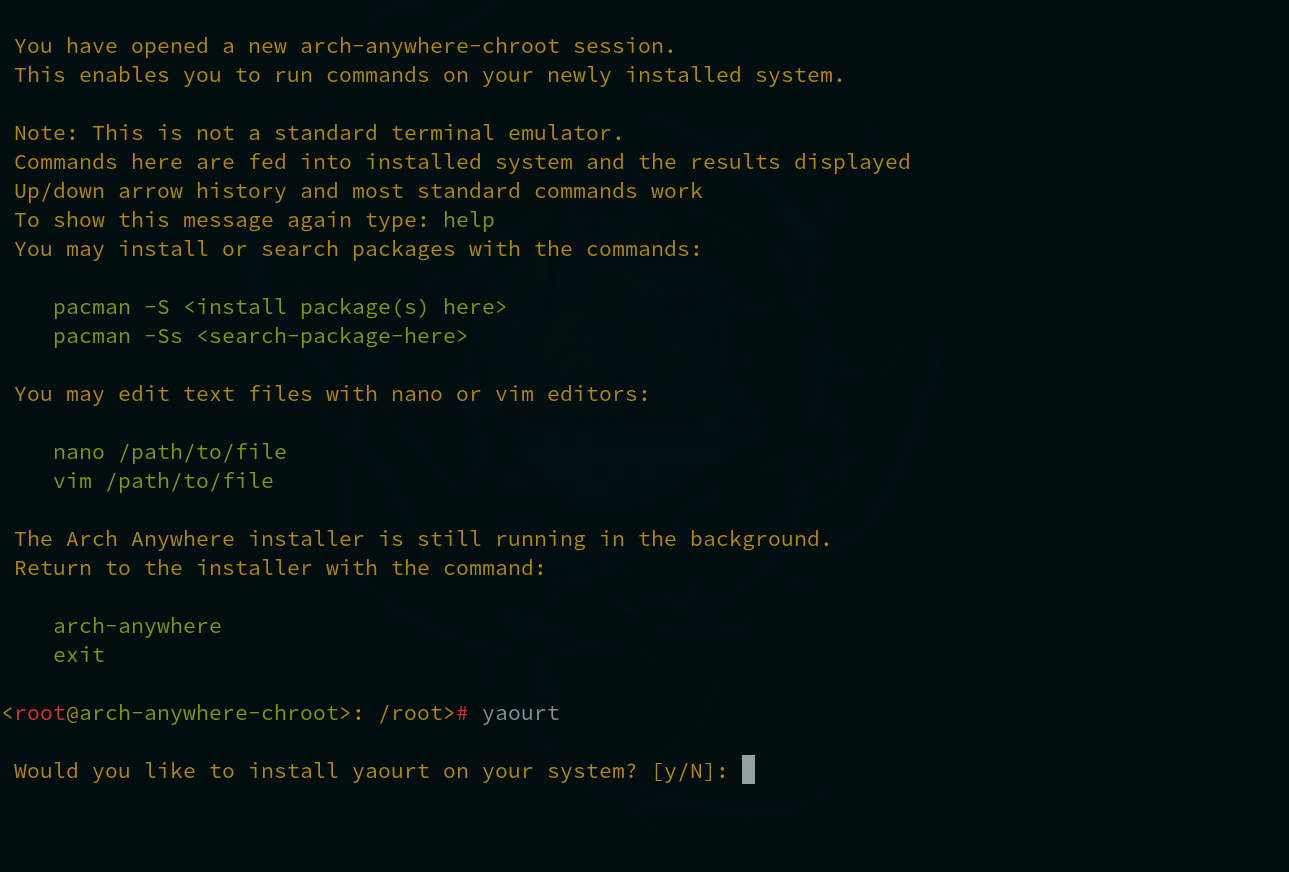 You have opened a new arch-anywhere-chroot session.
This enables you to run commands on your newly installed system.
Note: This is not a standard terminal emulator.
Commands here are fed into installed system and the results displayed
Up/down arrow history and most standard commands work
To show this message again type: help
You may install or search packages with the commands:
pacman -S <install package(s) here>
pacman -Ss <search-package-here>
You may edit text files with nano or vim editors:
nano /path/to/file
vim /path/to/file
The Arch Anywhere installer is still running in the background.
Return to the installer with the command:
arch-anywhere
exit
<root@arch-anywhere-chroot>: /root># yaourt
Would you like to install yaourt on your system? [y/N]: